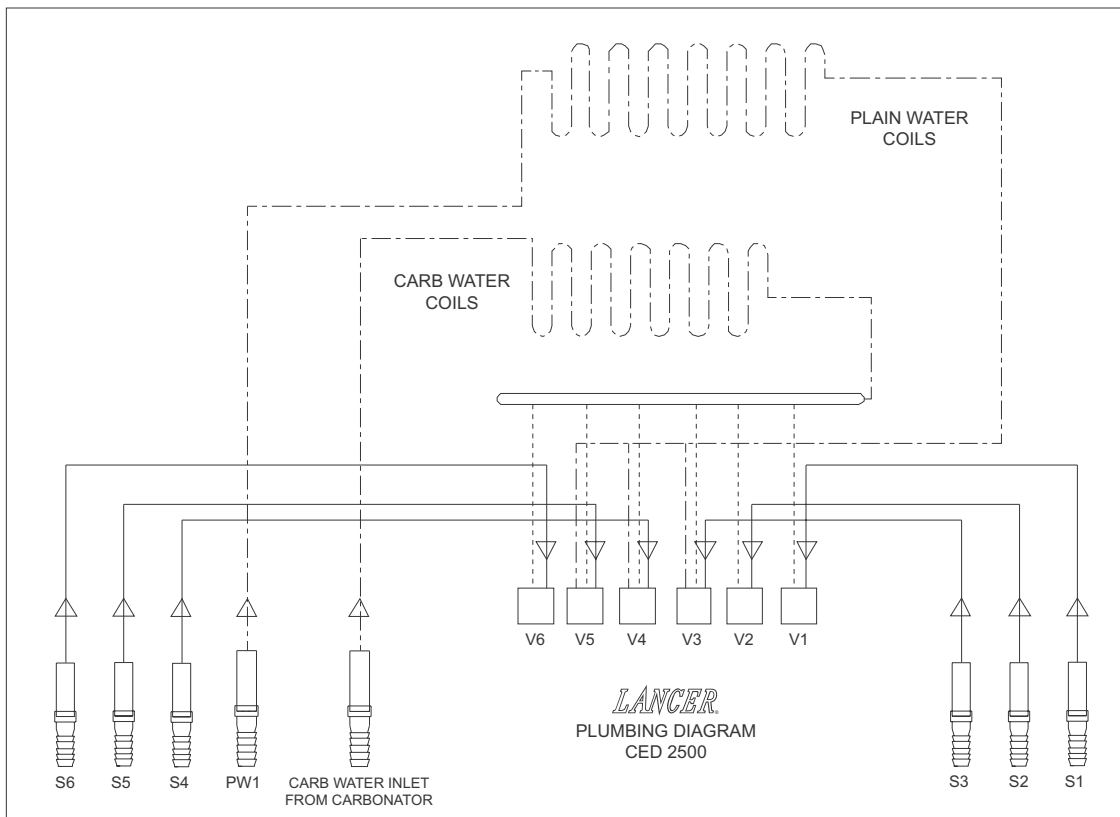 PLAIN WATER
COILS
CARB WATER
COILS
V6 V5 V4 V3 V2 V1
LANCER®
PLUMBING DIAGRAM
CED 2500
S6 S5 S4 PW1 CARB WATER INLET
FROM CARBONATOR
S3 S2 S1